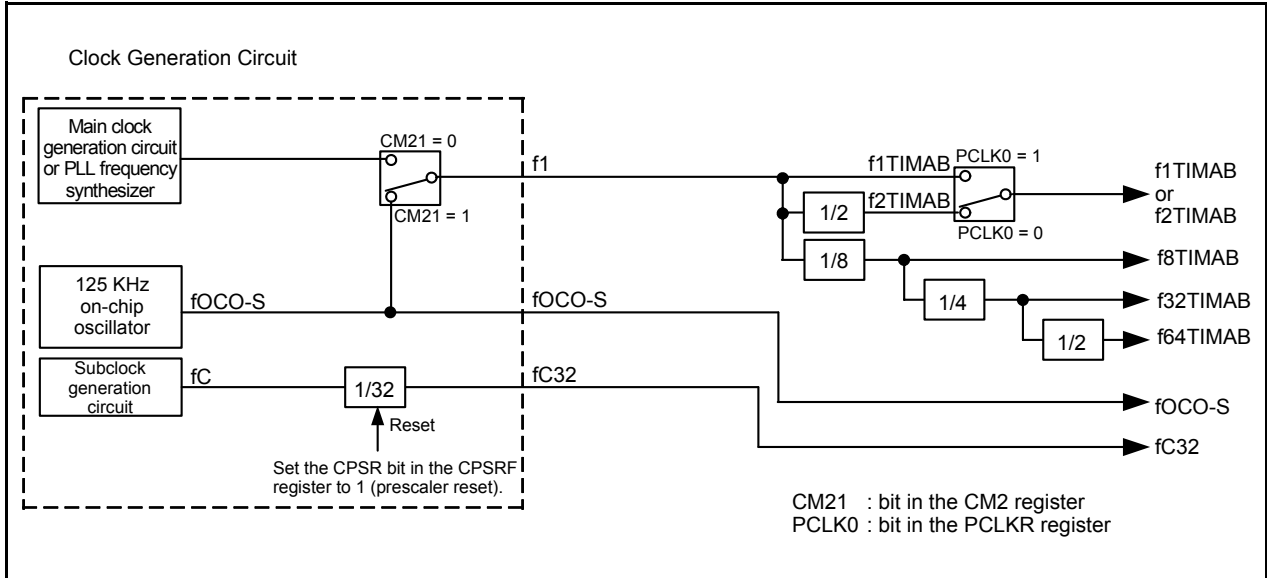 Clock Generation Circuit
Main clock
generation circuit
or PLL frequency
synthesizer
CM21 = 0
CM21 = 1
f1
f1TIMAB
PCLK0 = 1
f2TIMAB
PCLK0 = 0
1/2
f1TIMAB
or
f2TIMAB
1/8
f8TIMAB
1/4
f32TIMAB
1/2
f64TIMAB
125 KHz
on-chip
oscillator
fOCO-S
fOCO-S
fOCO-S
Subclock
generation
circuit
fC
1/32
fC32
fC32
Reset
Set the CPSR bit in the CPSRF
register to 1 (prescaler reset).
CM21 : bit in the CM2 register
PCLK0 : bit in the PCLKR register